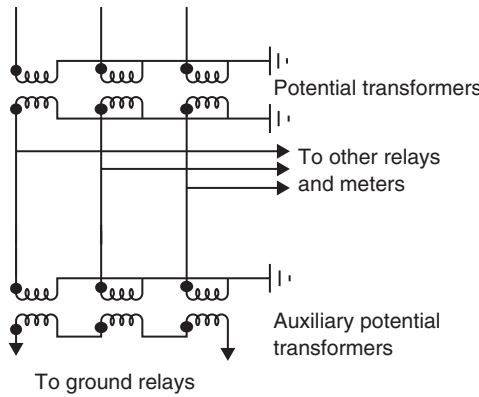 Potential transformers
To other relays
and meters
Auxiliary potential
transformers
To ground relays